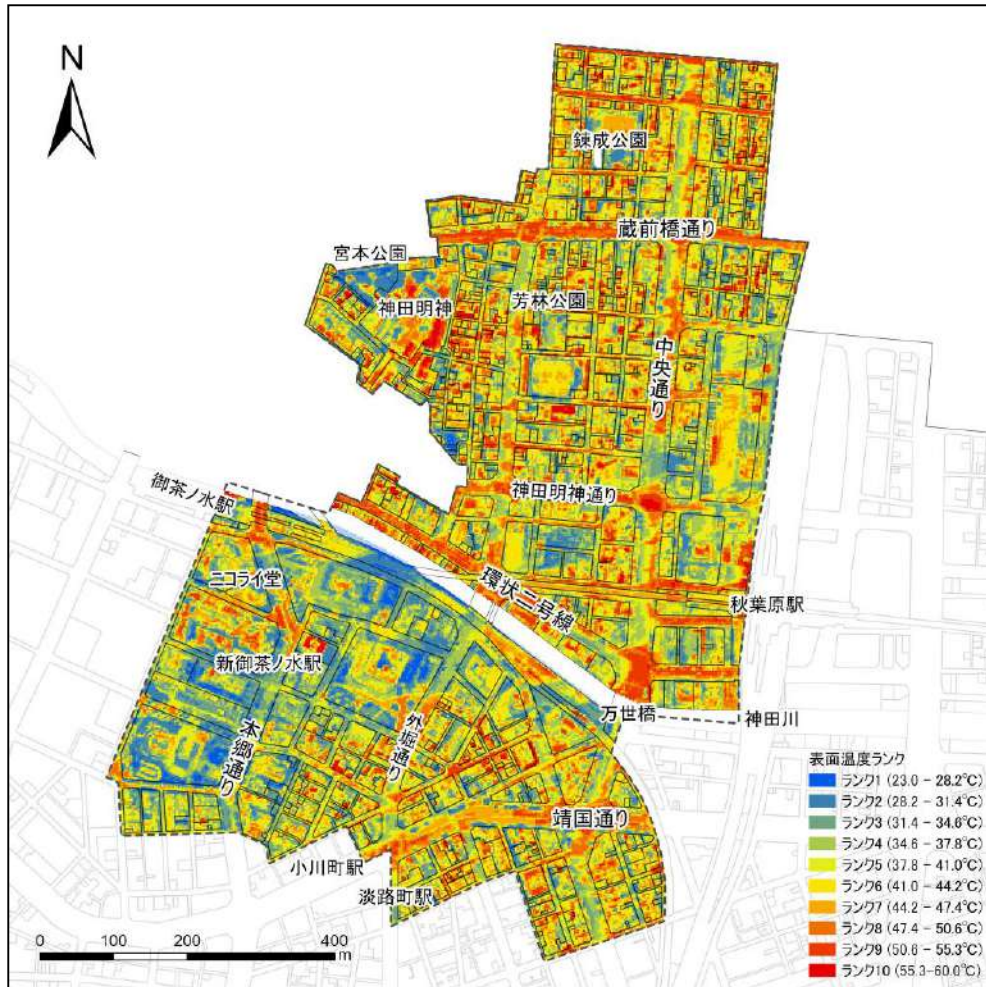 N
錬成公園
蔵前橋通り
宮本公園
神田明神
芳林公園
中央通り
神田明神通り
御茶ノ水駅
環状二号線
ニコライ堂
秋葉原駅
新御茶ノ水駅
万世橋
神田川
本郷通り
外堀通り
靖国通り
小川町駅
淡路町駅
表面温度ランク
ランク1 (23.0 - 28.2℃)
ランク2 (28.2 - 31.4℃)
ランク3 (31.4 - 34.6℃)
ランク4 (34.6 - 37.8℃)
ランク5 (37.8 - 41.0℃)
ランク6 (41.0 - 44.2℃)
ランク7 (44.2 - 47.4℃)
ランク8 (47.4 - 50.6℃)
ランク9 (50.6 - 55.3℃)
ランク10 (55.3-60.0℃)
0 100 200 400
m